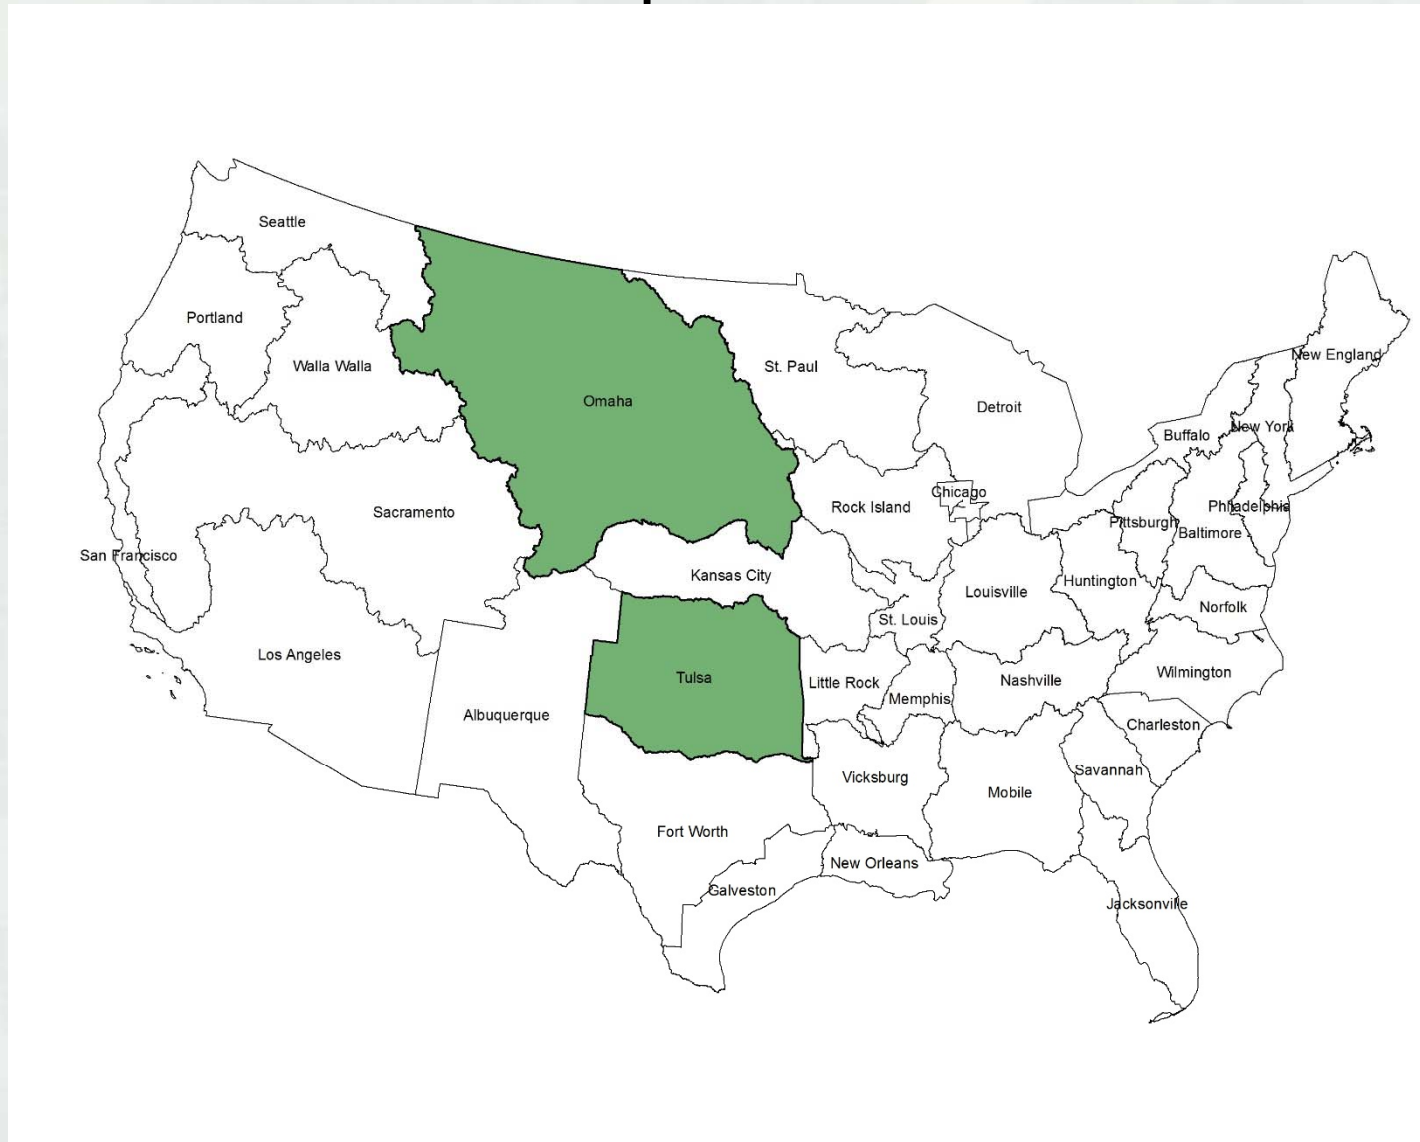 Seattle
Portland
Walla Walla
Omaha
St. Paul
Detroit
New England
Buffalo
New York
Sacramento
San Francisco
Rock Island
Chicago
Pittsburgh
Philadelphia
Baltimore
Kansas City
Louisville
Huntington
Norfolk
St. Louis
Los Angeles
Albuquerque
Tulsa
Little Rock
Memphis
Nashville
Wilmington
Charleston
Savannah
Vicksburg
Mobile
Fort Worth
New Orleans
Galveston
Jacksonville